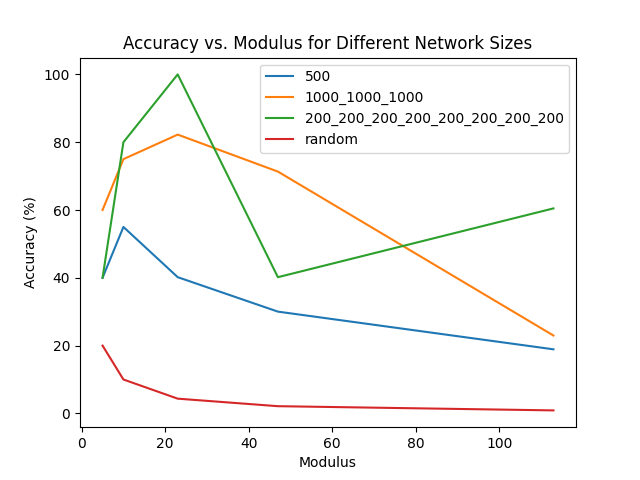 Accuracy vs. Modulus for Different Network Sizes
500
1000_1000_1000
200_200_200_200_200_200_200_200
random
100
80
60
40
20
0
Accuracy (%)
0 20 40 60 80 100
Modulus